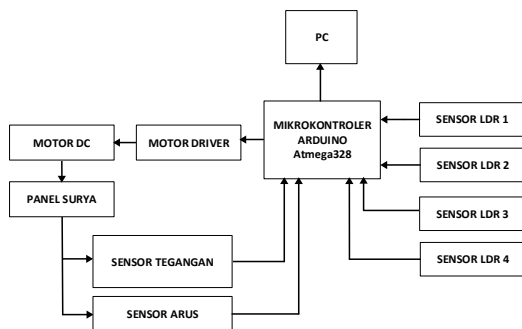 PC
MIKROKONTROLER
ARDUINO
Atmega328
SENSOR LDR 1
MOTOR DC
MOTOR DRIVER
SENSOR LDR 2
PANEL SURYA
SENSOR LDR 3
SENSOR TEGANGAN
SENSOR LDR 4
SENSOR ARUS